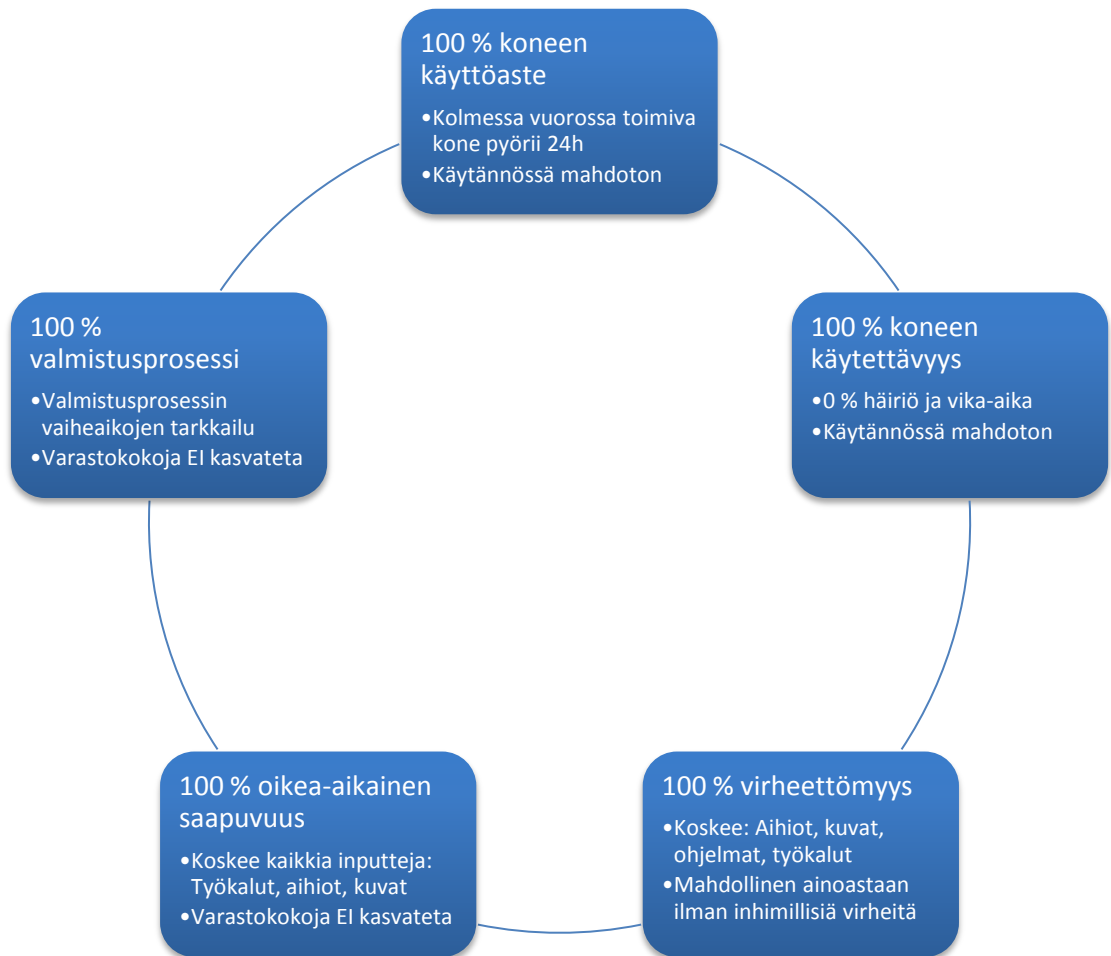 100 % koneen
käyttöaste
•Kolmessa vuorossa toimiva
kone pyörii 24h
•Käytännössä mahdoton
100 % koneen
käytettävyys
•0 % häiriö ja vika-aika
•Käytännössä mahdoton
100 % virheettömyys
•Koskee: Aihiot, kuvat,
ohjelmat, työkalut
•Mahdollinen ainoastaan
ilman inhimillisiä virheitä
100 % oikea-aikainen
saapuvuus
•Koskee kaikkia inputteja:
Työkalut, aihiot, kuvat
•Varastokokoja EI kasvateta
100 %
valmistusprosessi
•Valmistusprosessin
vaiheaikojen tarkkailu
•Varastokokoja EI kasvateta